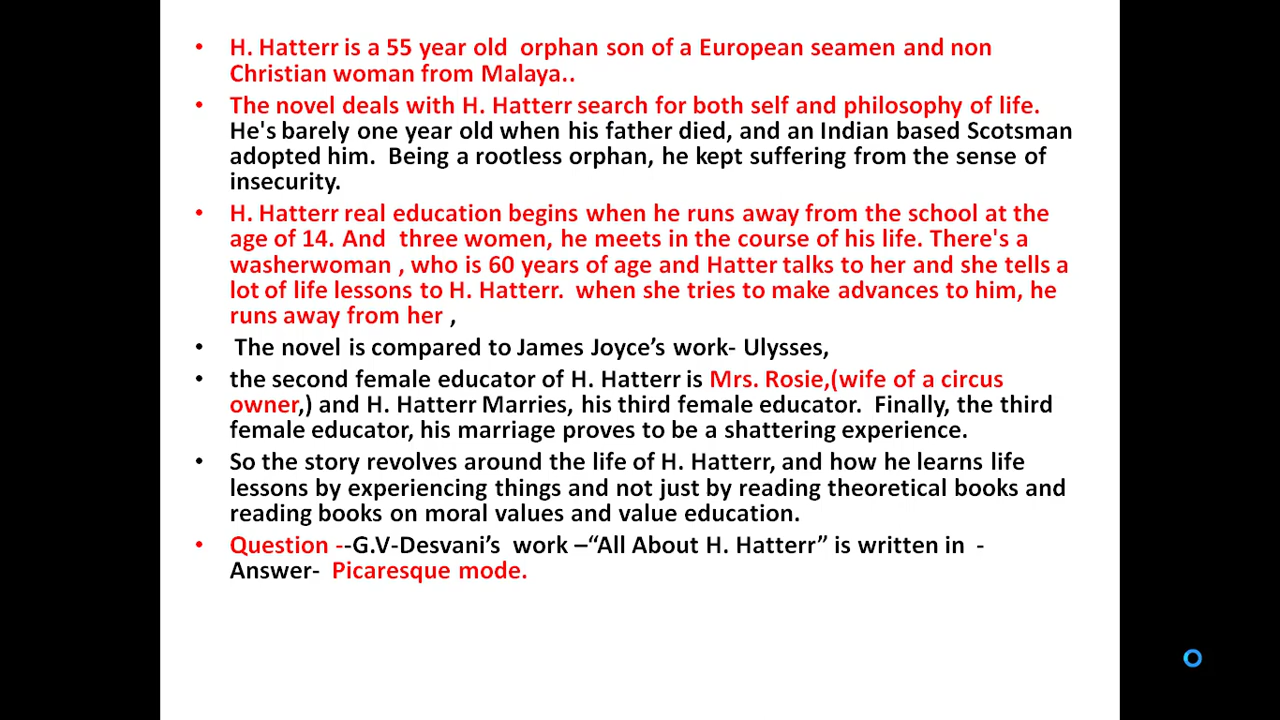 • H. Hatterr is a 55 year old  orphan son of a European seamen and non
Christian woman from Malaya..
• The novel deals with H. Hatterr search for both self and philosophy of life.
He's barely one year old when his father died, and an Indian based Scotsman
adopted him.  Being a rootless orphan, he kept suffering from the sense of
insecurity.
• H. Hatterr real education begins when he runs away from the school at the
age of 14. And  three women, he meets in the course of his life. There's a
washerwoman , who is 60 years of age and Hatter talks to her and she tells a
lot of life lessons to H. Hatterr.  when she tries to make advances to him, he
runs away from her ,
• The novel is compared to James Joyce’s work- Ulysses,
• the second female educator of H. Hatterr is Mrs. Rosie,(wife of a circus
owner,) and H. Hatterr Marries, his third female educator.  Finally, the third
female educator, his marriage proves to be a shattering experience.
• So the story revolves around the life of H. Hatterr, and how he learns life
lessons by experiencing things and not just by reading theoretical books and
reading books on moral values and value education.
• Question --G.V-Desvani’s  work –“All About H. Hatterr” is written in  -
Answer-  Picaresque mode.